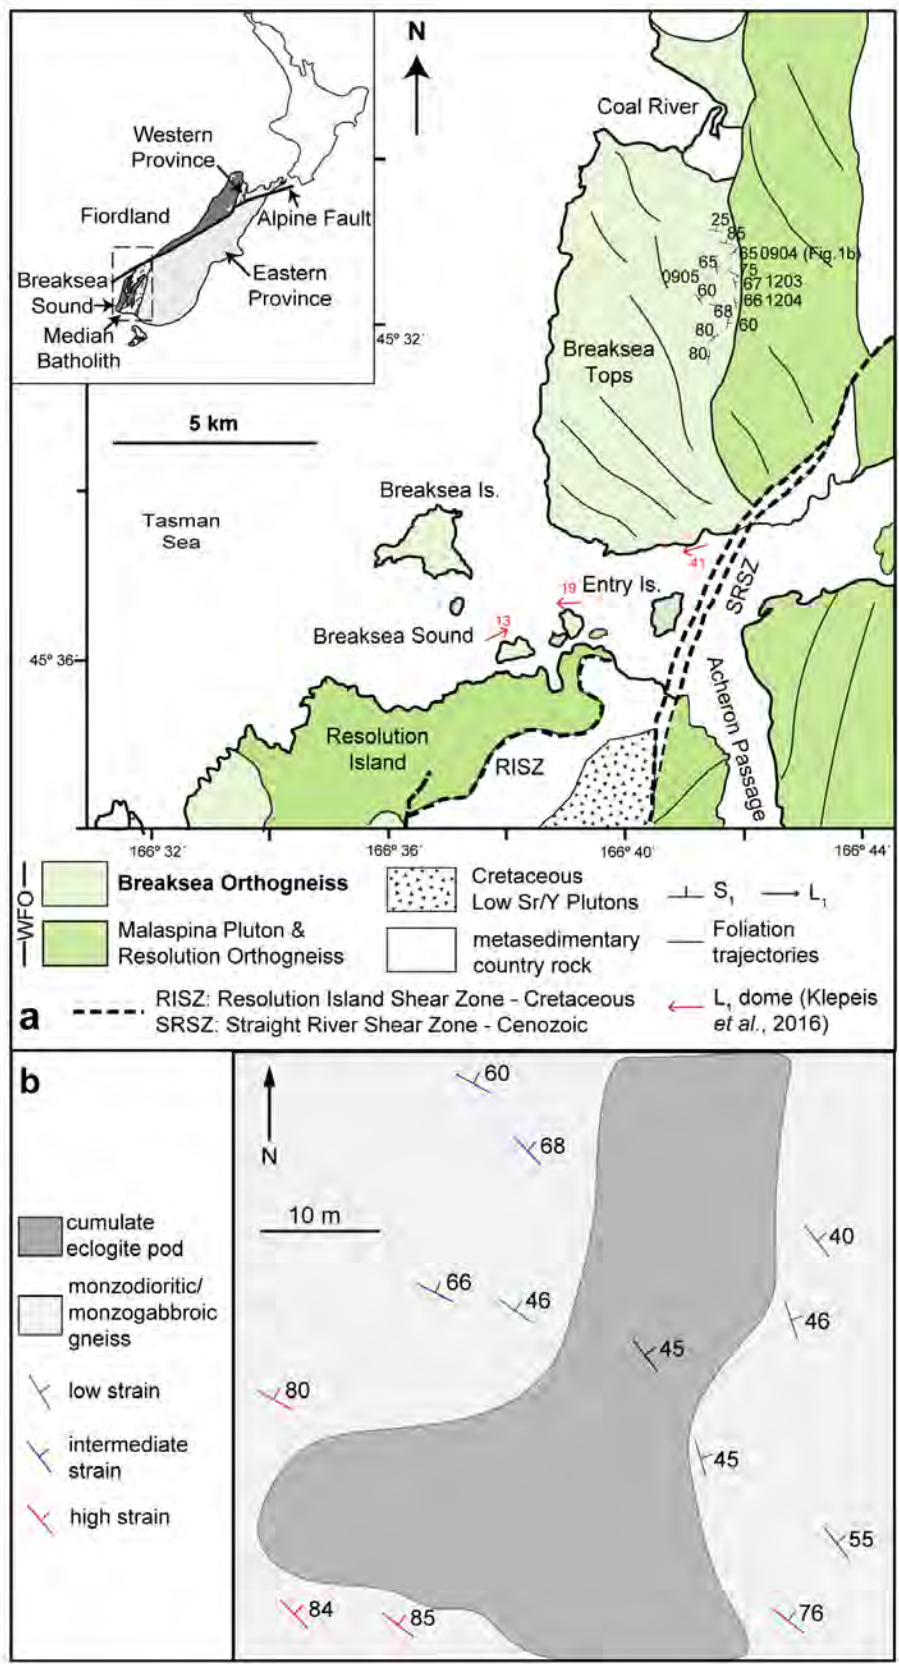 N
Coal River
Western
Province
Fiordland
Alpine Fault
Breaksea
Sound
Eastern
Province
Median
Batholith
45° 32´
25
85
65 0904 (Fig.1b)
65
75
0905
67 1203
60
66 1204
68
60
80
80
Breaksea
Tops
5 km
Breaksea Is.
Tasman
Sea
41
19
Entry Is.
SRSZ
13
Breaksea Sound
45° 36´
Acheron Passage
Resolution
Island
RISZ
166° 32´
166° 36´
166° 40´
166° 44´
WFO
Breaksea Orthogneiss
Malaspina Pluton &
Resolution Orthogneiss
Cretaceous
Low Sr/Y Plutons
metasedimentary
country rock
S1
L1
Foliation
trajectories
a
RISZ: Resolution Island Shear Zone - Cretaceous
SRSZ: Straight River Shear Zone - Cenozoic
L1 dome (Klepeis
et al., 2016)
b
N
10 m
cumulate
eclogite pod
monzodioritic/
monzogabbroic
gneiss
low strain
intermediate
strain
high strain
60
68
40
66
46
46
45
80
45
55
84
85
76